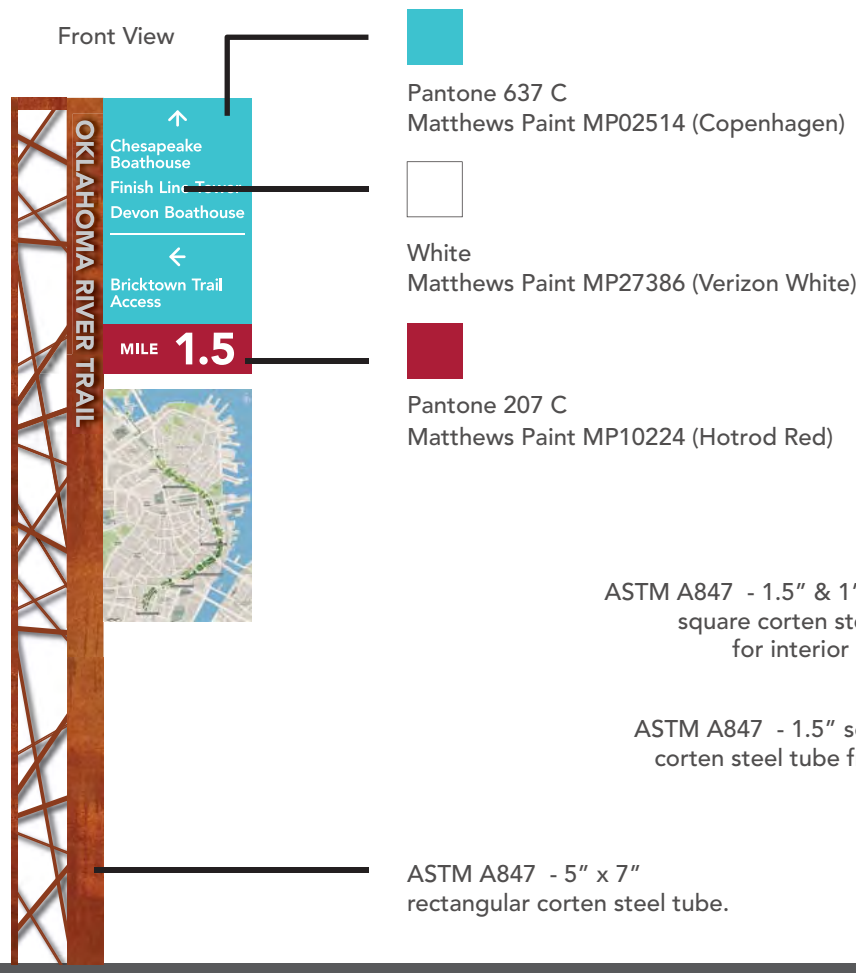 Front View
OKLAHOMA RIVER TRAIL
Chesapeake
Boathouse
Finish Line Tower
Devon Boathouse
Bricktown Trail
Access
MILE 1.5
Pantone 637 C
Matthews Paint MP02514 (Copenhagen)
White
Matthews Paint MP27386 (Verizon White)
Pantone 207 C
Matthews Paint MP10224 (Hotrod Red)
ASTM A847 - 1.5” & 1”
square corten
for interior
ASTM A847 - 1.5”
corten steel tube
ASTM A847 - 5” x 7”
rectangular corten steel tube.